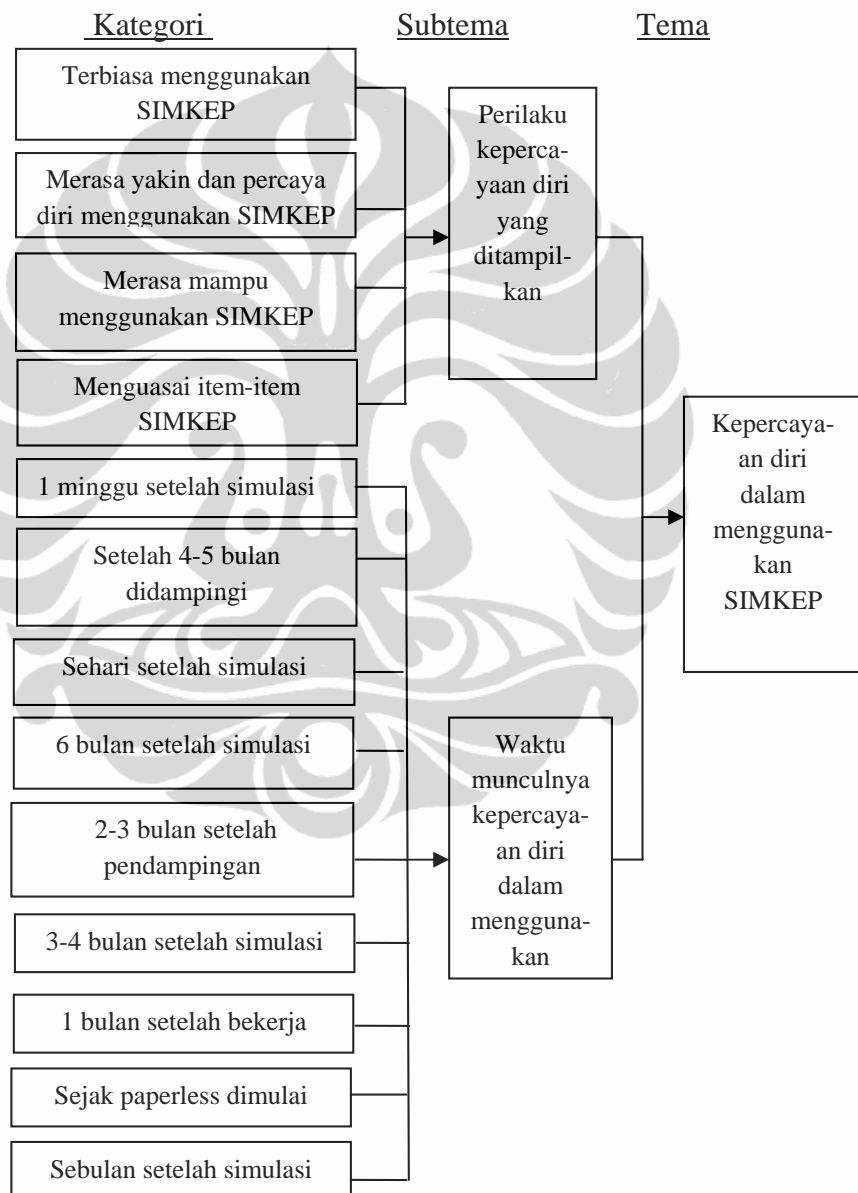 Kategori Subtema Tema
Terbiasa menggunakan
SIMKEP
Merasa yakin dan percaya
diri menggunakan SIMKEP
Merasa mampu
menggunakan SIMKEP
Menguasai item-item
SIMKEP
1 minggu setelah simulasi
Setelah 4-5 bulan
didampingi
Sehari setelah simulasi
6 bulan setelah simulasi
2-3 bulan setelah
pendampingan
3-4 bulan setelah simulasi
1 bulan setelah bekerja
Sejak paperless dimulai
Sebulan setelah simulasi
Perilaku
keperca-
yaan diri
yang
ditampil-
kan
Waktu
munculnya
kepercaya-
an diri
dalam
mengguna-
kan
Kepercaya-
an diri
dalam
mengguna-
kan
SIMKEP